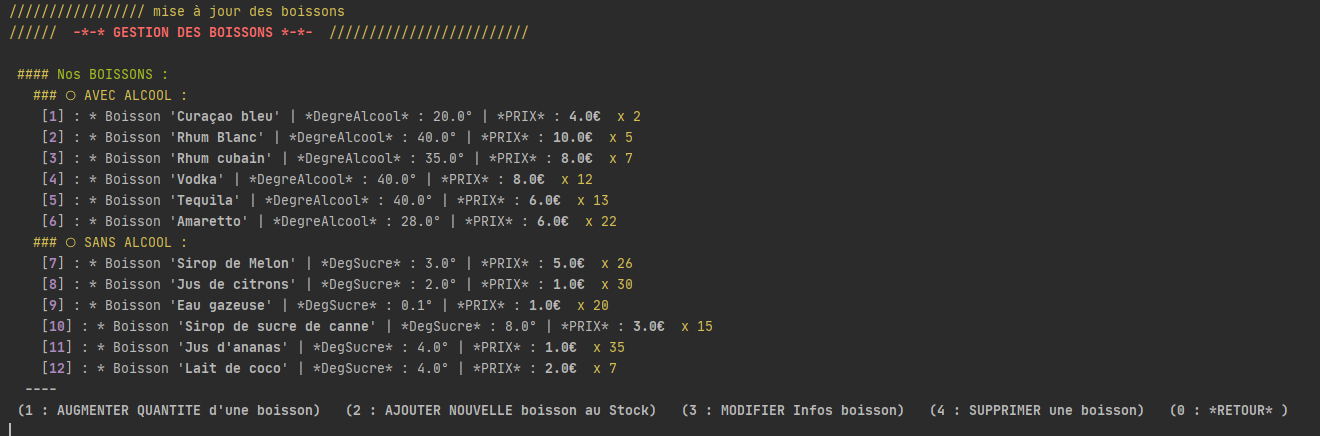 ///////////////// mise à jour des boissons
////// -*-* GESTION DES BOISSONS *-*- /////////////////////////
#### Nos BOISSONS :
### ○ AVEC ALCOOL :
[1] : * Boisson 'Curaçao bleu' | *DegreAlcool* : 20.0° | *PRIX* : 4.0€ x 2
[2] : * Boisson 'Rhum Blanc' | *DegreAlcool* : 40.0° | *PRIX* : 10.0€ x 5
[3] : * Boisson 'Rhum cubain' | *DegreAlcool* : 35.0° | *PRIX* : 8.0€ x 7
[4] : * Boisson 'Vodka' | *DegreAlcool* : 40.0° | *PRIX* : 8.0€ x 12
[5] : * Boisson 'Tequila' | *DegreAlcool* : 40.0° | *PRIX* : 6.0€ x 13
[6] : * Boisson 'Amaretto' | *DegreAlcool* : 28.0° | *PRIX* : 6.0€ x 22
### ○ SANS ALCOOL :
[7] : * Boisson 'Sirop de Melon' | *DegSucre* : 3.0° | *PRIX* : 5.0€ x 26
[8] : * Boisson 'Jus de citrons' | *DegSucre* : 2.0° | *PRIX* : 1.0€ x 30
[9] : * Boisson 'Eau gazeuse' | *DegSucre* : 0.1° | *PRIX* : 1.0€ x 20
[10] : * Boisson 'Sirop de sucre de canne' | *DegSucre* : 8.0° | *PRIX* : 3.0€ x 15
[11] : * Boisson 'Jus d'ananas' | *DegSucre* : 4.0° | *PRIX* : 1.0€ x 35
[12] : * Boisson 'Lait de coco' | *DegSucre* : 4.0° | *PRIX* : 2.0€ x 7
----
(1 : AUGMENTER QUANTITE d'une boisson) (2 : AJOUTER NOUVELLE boisson au Stock) (3 : MODIFIER Infos boisson) (4 : SUPPRIMER une boisson) (0 : *RETOUR* )